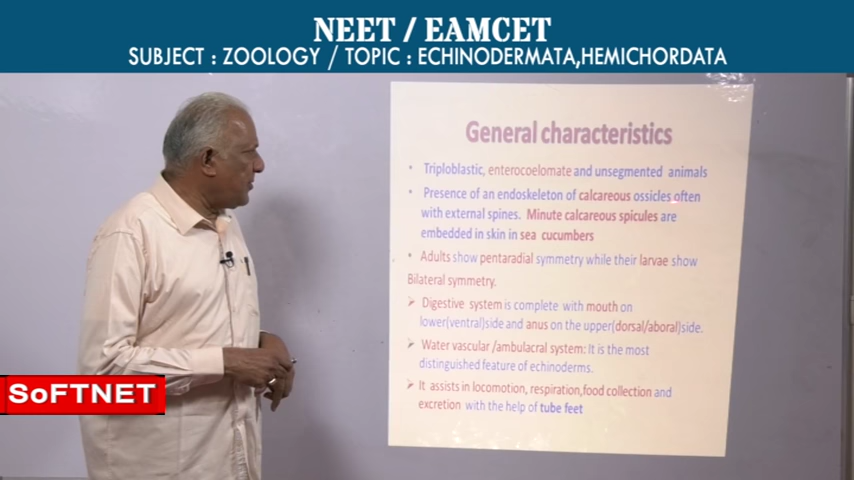 NEET / EAMCET
SUBJECT : ZOOLOGY / TOPIC : ECHINODERMATA,HEMICHORDATA
General characteristics
• Triploblastic, enterocoelomate and unsegmented animals
• Presence of an endoskeleton of calcareous ossicles often
with external spines. Minute calcareous spicules are
embedded in skin in sea cucumbers
• Adults show pentaradial symmetry while their larvae show
Bilateral symmetry.
➢ Digestive system is complete with mouth on
lower(ventral)side and anus on the upper(dorsal/aboral)side.
➢ Water vascular /ambulacral system: It is the most
distinguished feature of echinoderms.
➢ It assists in locomotion, respiration,food collection and
excretion with the help of tube feet
SoFTNET